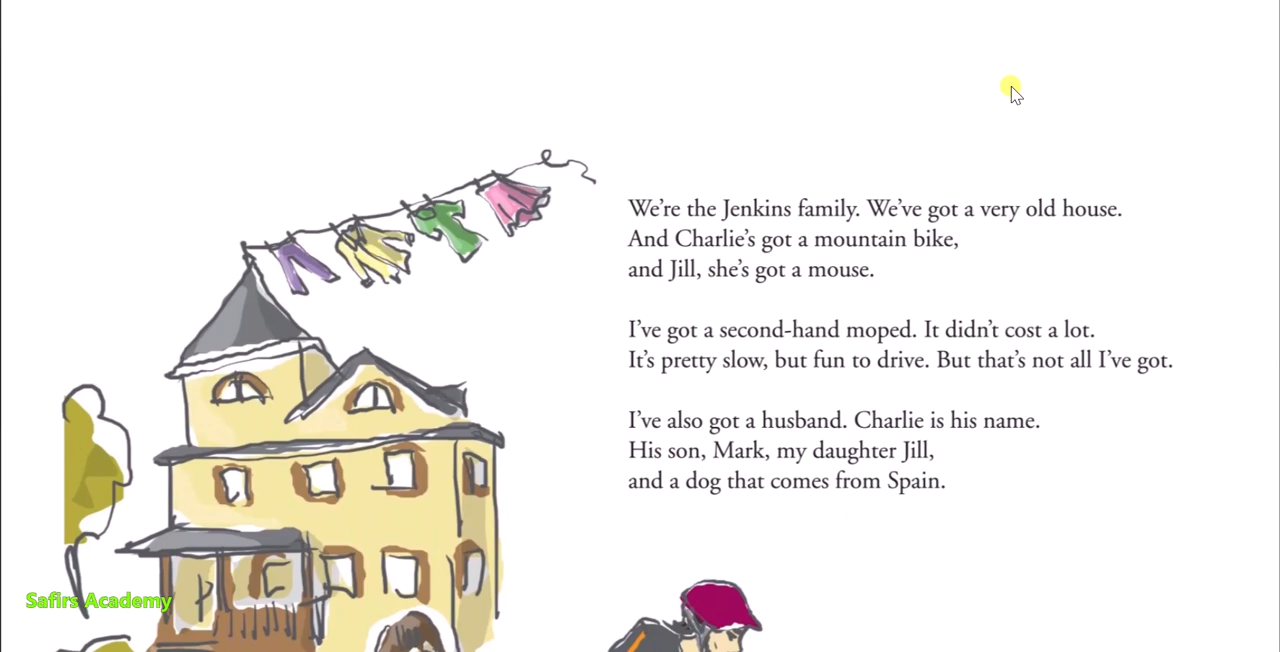 We're the Jenkins family. We've got a very old house.
And Charlie's got a mountain bike,
and Jill, she's got a mouse.
I've got a second-hand moped. It didn't cost a lot.
It's pretty slow, but fun to drive. But that's not all I've got.
I've also got a husband. Charlie is his name.
His son, Mark, my daughter Jill,
and a dog that comes from Spain.
Safirs Academy